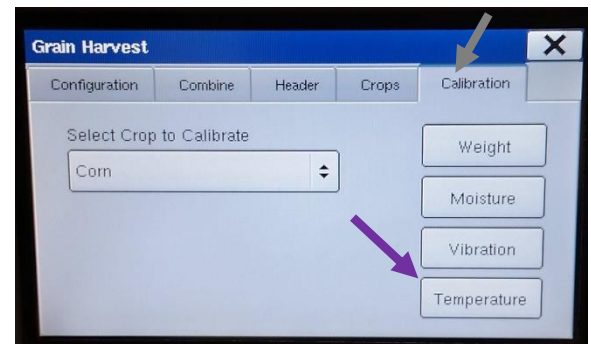 Grain Harvest
Configuration Combine Header Crops Calibration
Select Crop to Calibrate
Corn
Weight
Moisture
Vibration
Temperature